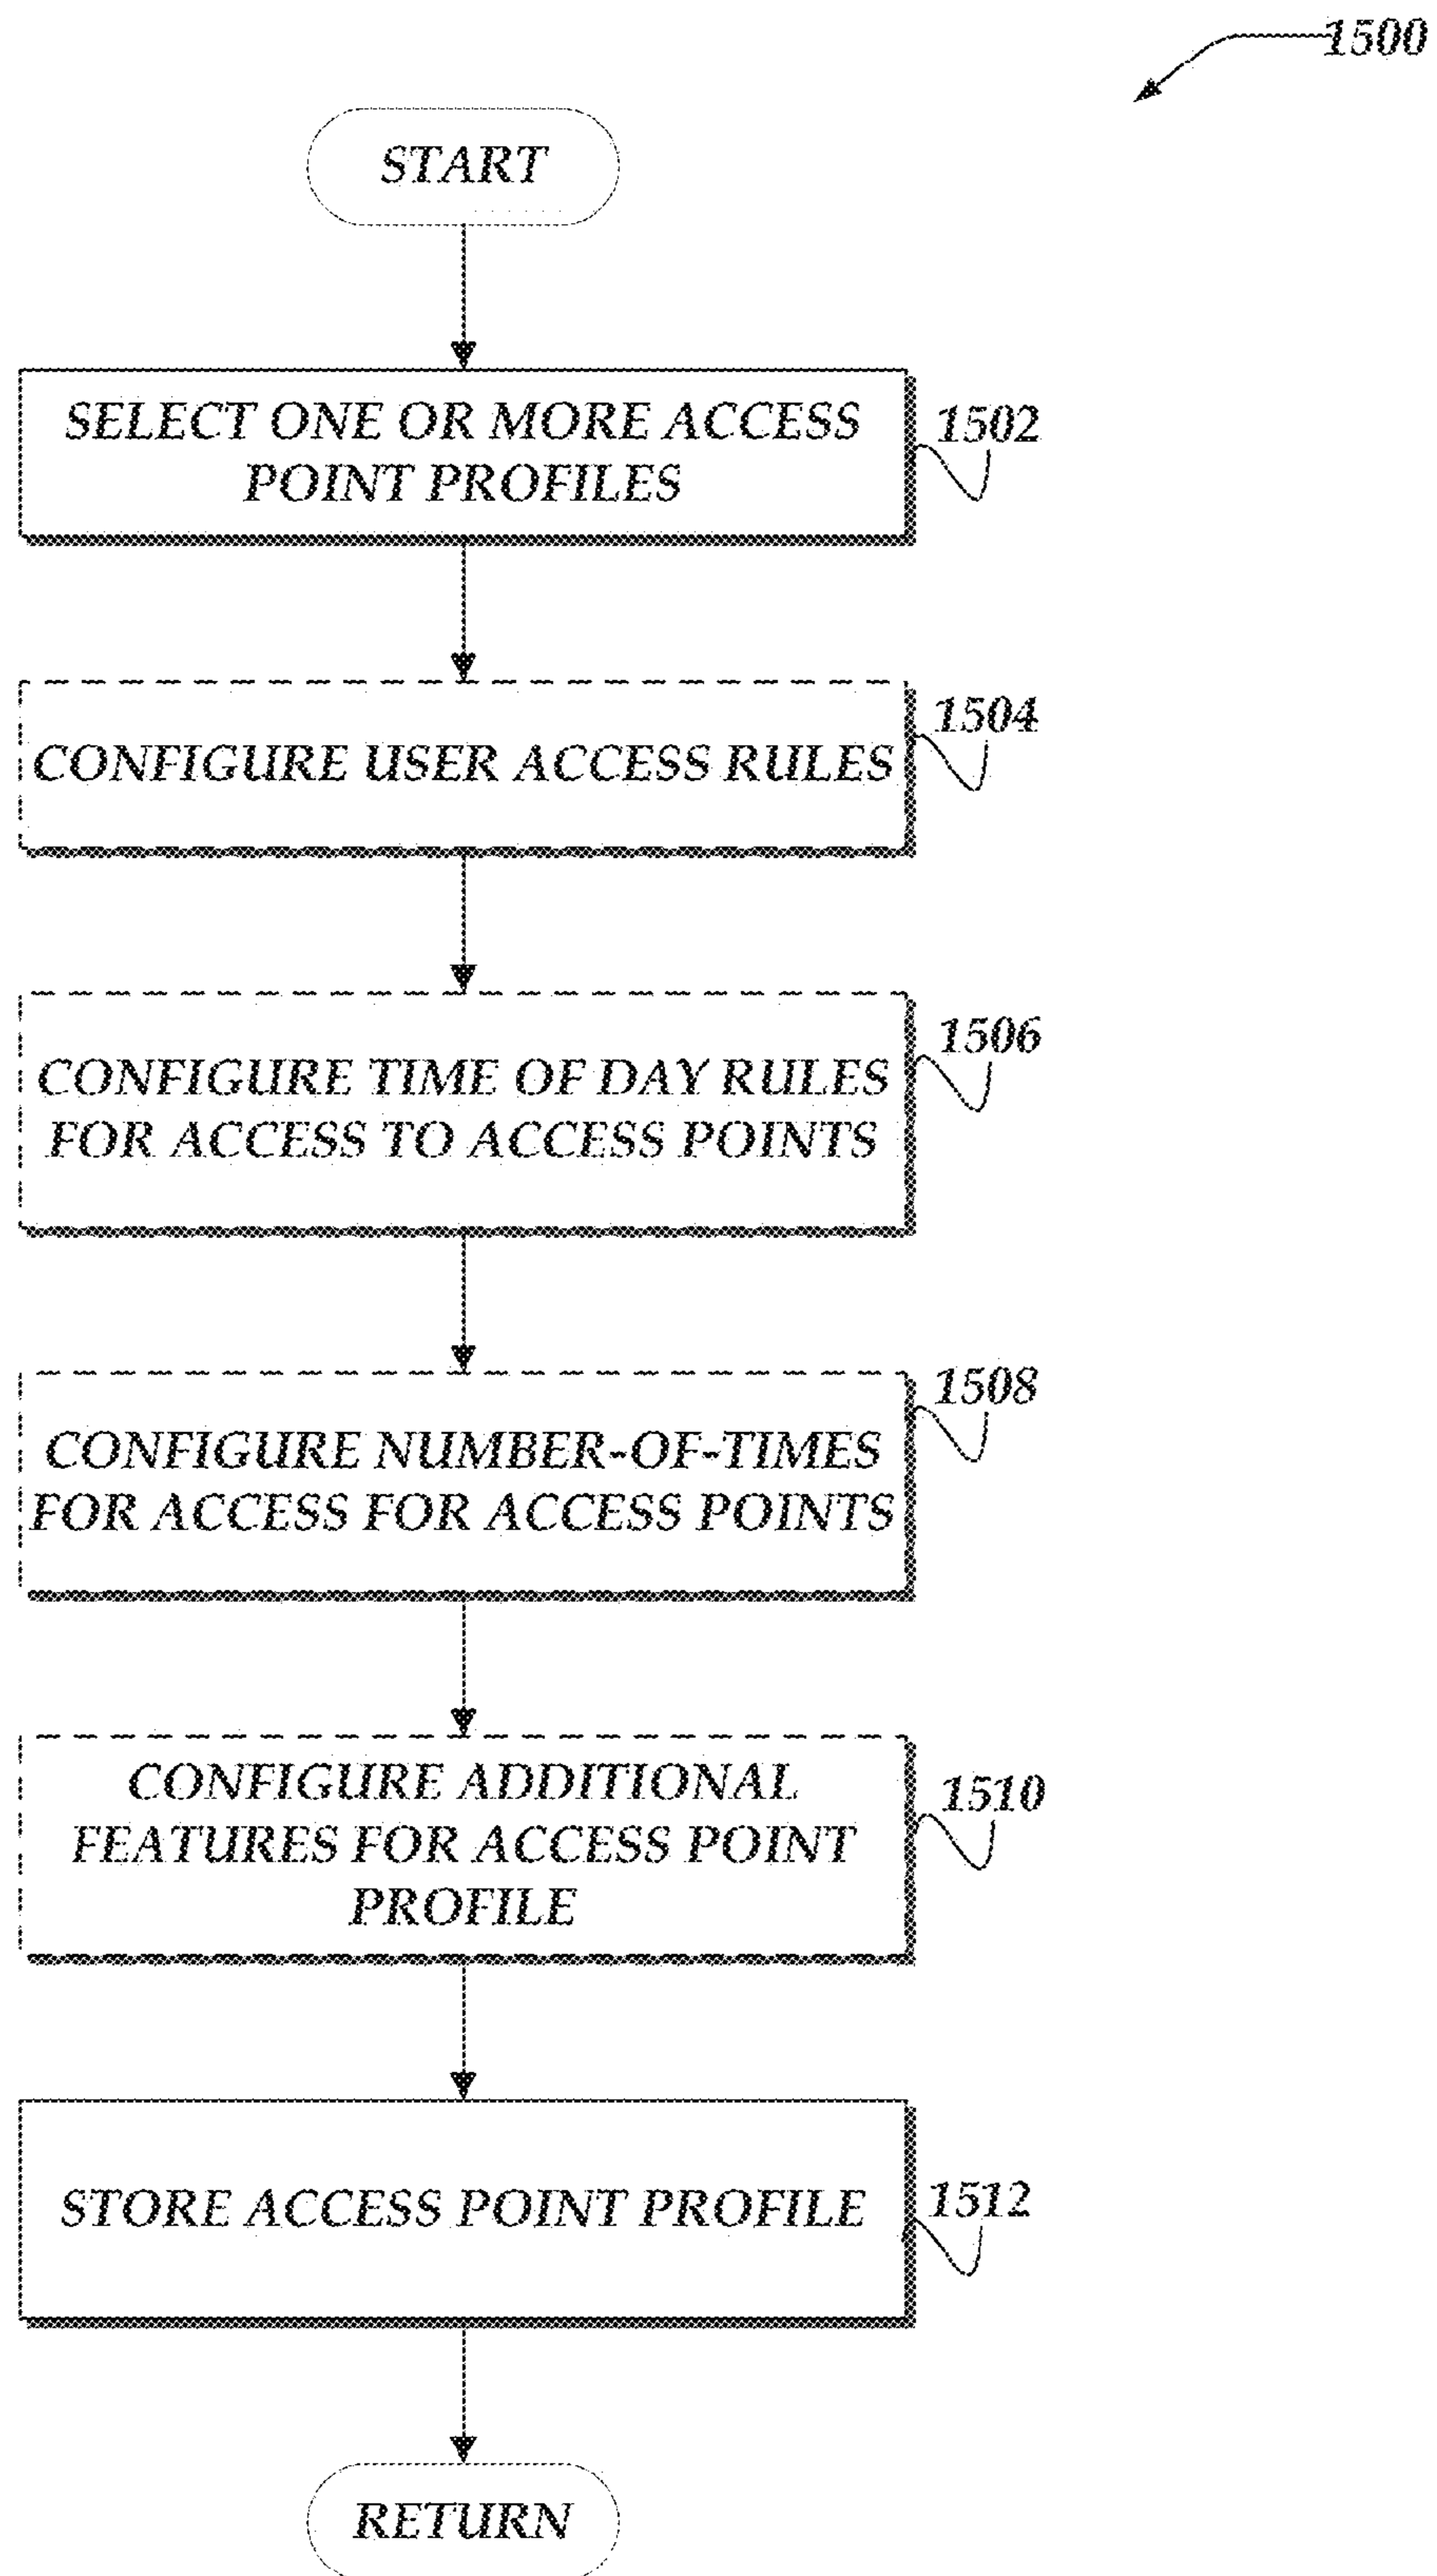 1500
START
SELECT ONE OR MORE ACCESS
POINT PROFILES
1502
CONFIGURE USER ACCESS RULES
1504
CONFIGURE TIME OF DAY RULES
FOR ACCESS TO ACCESS POINTS
1506
CONFIGURE NUMBER-OF-TIMES
FOR ACCESS FOR ACCESS POINTS
1508
CONFIGURE ADDITIONAL
FEATURES FOR ACCESS POINT
PROFILE
1510
STORE ACCESS POINT PROFILE
1512
RETURN